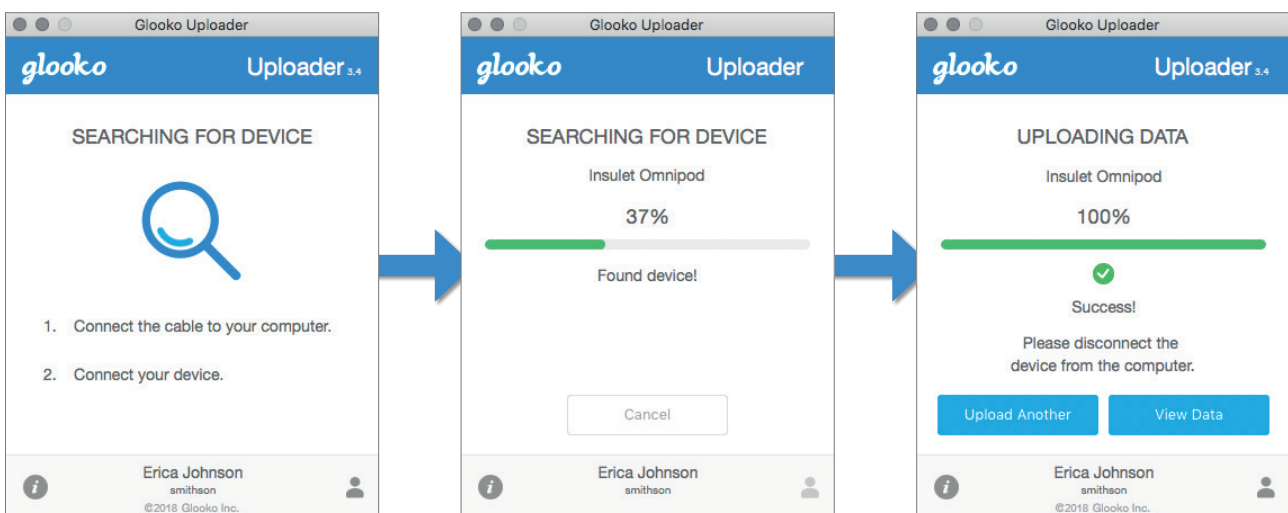 Glooko Uploader
glooko Uploader 3.4
SEARCHING FOR DEVICE
1. Connect the cable to your computer.
2. Connect your device.
i
Erica Johnson
smithson
©2018 Glooko Inc.
Glooko Uploader
glooko Uploader
SEARCHING FOR DEVICE
Insulet Omnipod
37%
Found device!
Cancel
i
Erica Johnson
smithson
Glooko Uploader
glooko Uploader 3.4
UPLOADING DATA
Insulet Omnipod
100%
Success!
Please disconnect the
device from the computer.
Upload Another View Data
i
Erica Johnson
smithson
©2018 Glooko Inc.